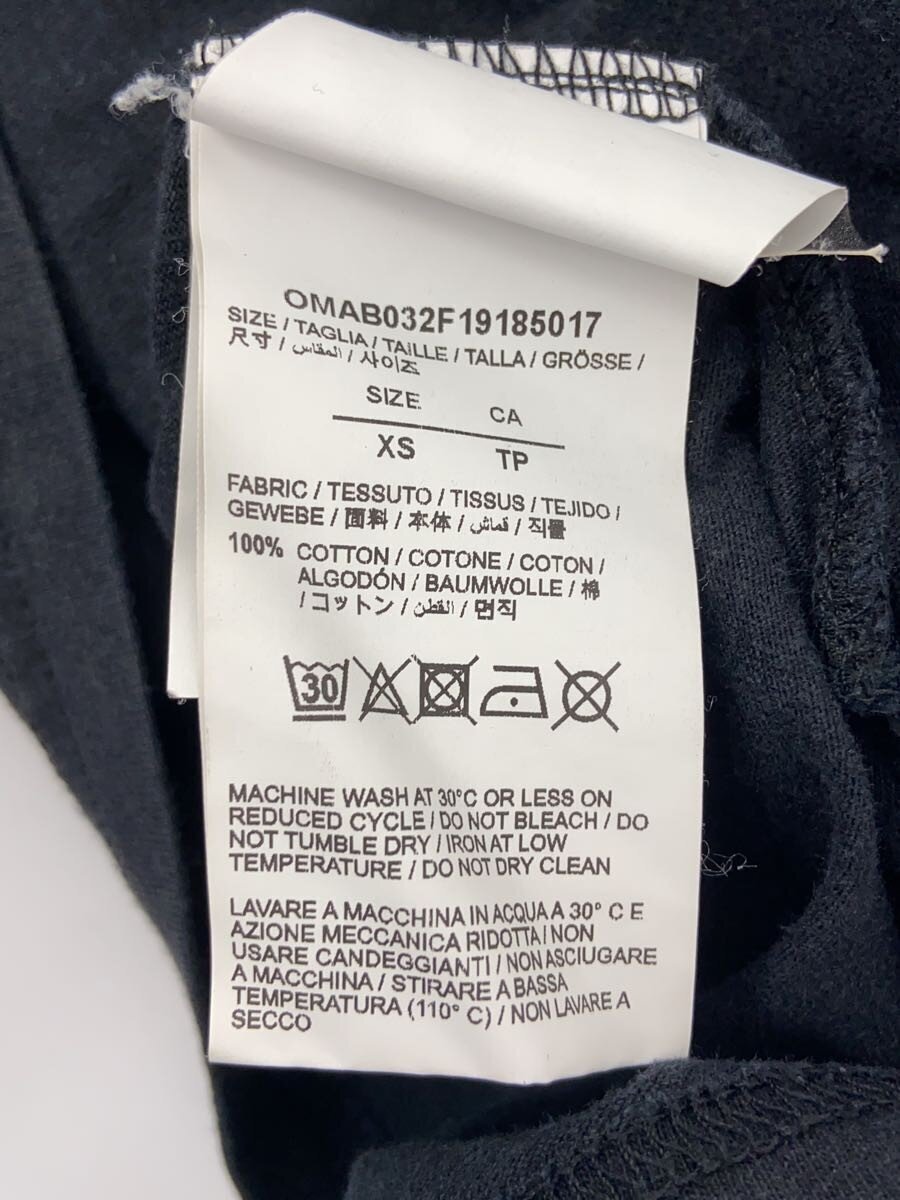 OMAB032F19185017
SIZE / TAGLIA / TAILLE / TALLA / GRÖSSE /
尺寸 / المقاس / 사이즈
SIZE CA
XS TP
FABRIC / TESSUTO / TISSUS / TEJIDO /
GEWEBE / 面料 / 本体 / قماش / 직물
100% COTTON / COTONE / COTON /
ALGODÓN / BAUMWOLLE / 棉
/ コットン / القطن / 면직
30
MACHINE WASH AT 30°C OR LESS ON
REDUCED CYCLE / DO NOT BLEACH / DO
NOT TUMBLE DRY / IRON AT LOW
TEMPERATURE / DO NOT DRY CLEAN
LAVARE A MACCHINA IN ACQUA A 30° C E
AZIONE MECCANICA RIDOTTA / NON
USARE CANDEGGIANTI / NON ASCIUGARE
A MACCHINA / STIRARE A BASSA
TEMPERATURA (110° C) / NON LAVARE A
SECCO